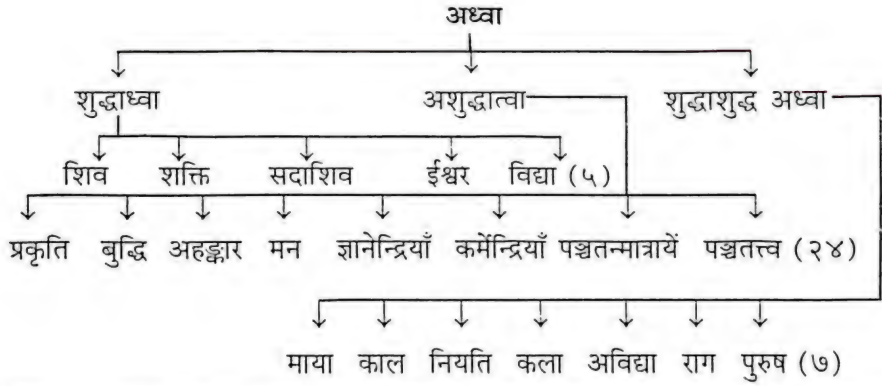 अध्वा
शुद्धाध्वा अशुद्धात्वा शुद्धाशुद्ध अध्वा
शिव शक्ति सदाशिव ईश्वर विद्या (५)
प्रकृति बुद्धि अहङ्कार मन ज्ञानेन्द्रियाँ कर्मेन्द्रियाँ पञ्चतन्मात्रायें पञ्चतत्त्व (२४)
माया काल नियति कला अविद्या राग पुरुष (७)